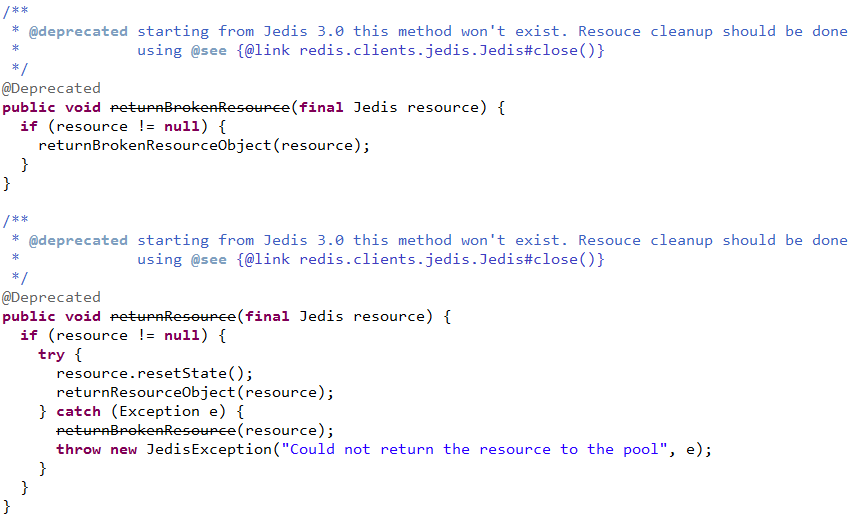 /**
 * @deprecated starting from Jedis 3.0 this method won't exist. Resouce cleanup should be done
 *             using @see {@link redis.clients.jedis.Jedis#close()}
 */
@Deprecated
public void returnBrokenResource(final Jedis resource) {
  if (resource != null) {
    returnBrokenResourceObject(resource);
  }
}

/**
 * @deprecated starting from Jedis 3.0 this method won't exist. Resouce cleanup should be done
 *             using @see {@link redis.clients.jedis.Jedis#close()}
 */
@Deprecated
public void returnResource(final Jedis resource) {
  if (resource != null) {
    try {
      resource.resetState();
      returnResourceObject(resource);
    } catch (Exception e) {
      returnBrokenResource(resource);
      throw new JedisException("Could not return the resource to the pool", e);
    }
  }
}